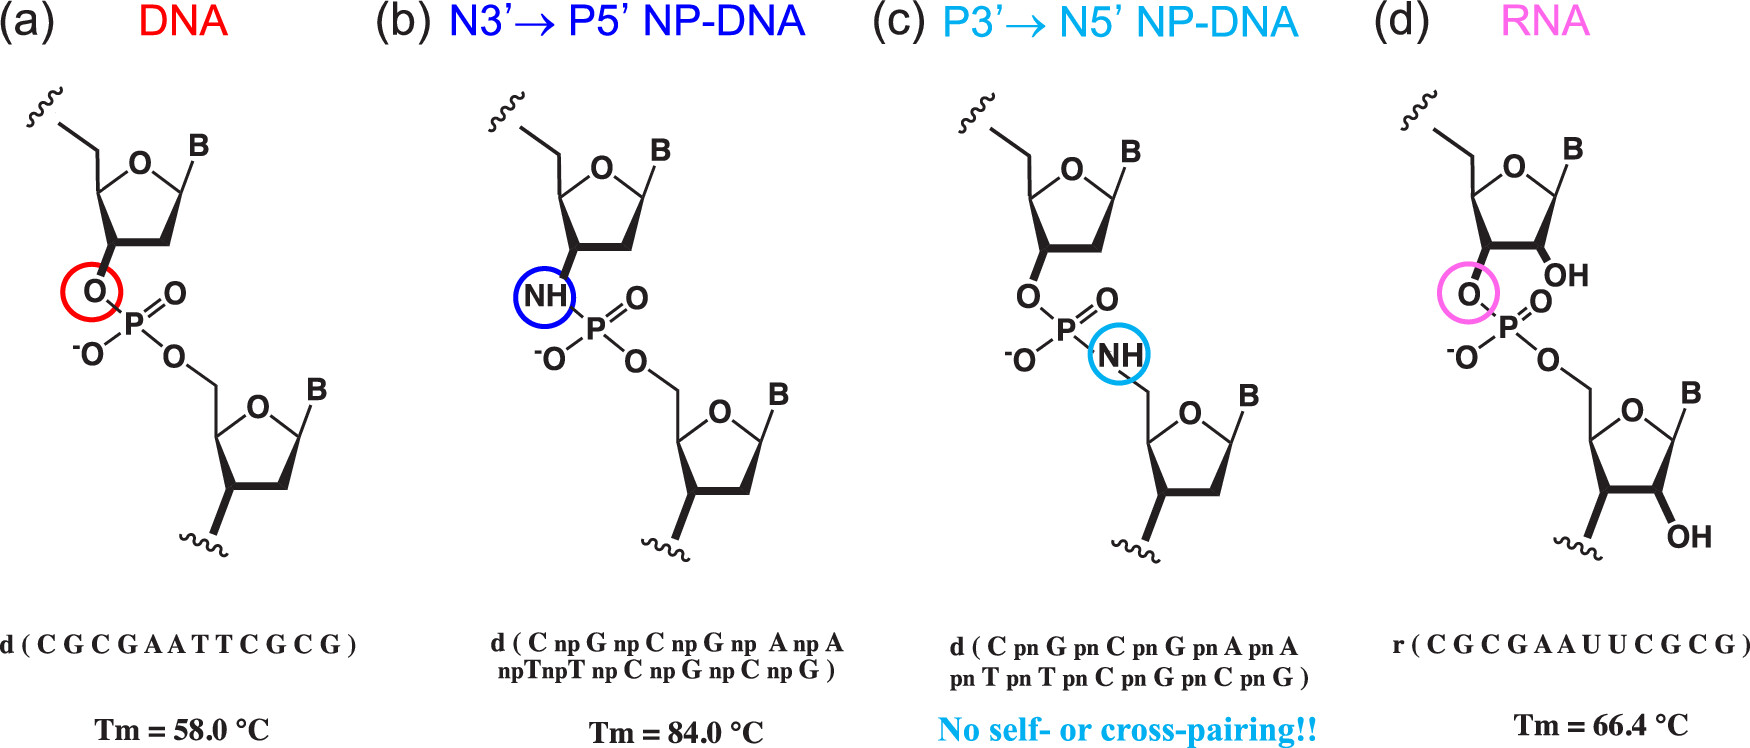 (a) DNA
(b) N3’→ P5’ NP-DNA
(c) P3’→ N5’ NP-DNA
(d) RNA
O B
O
O
P
-O
O
O B
O B
NH
O
P
-O
O
O B
O B
O
O
P
-O
NH
O B
O B
OH
O
O
P
-O
O
O B
OH
d ( C G C G A A T T C G C G )
d ( C np G np C np G np A np A
npTnpT np C np G np C np G )
d ( C pn G pn C pn G pn A pn A
pn T pn T pn C pn G pn C pn G )
r ( C G C G A A U U C G C G )
Tm = 58.0 °C
Tm = 84.0 °C
No self- or cross-pairing!!
Tm = 66.4 °C